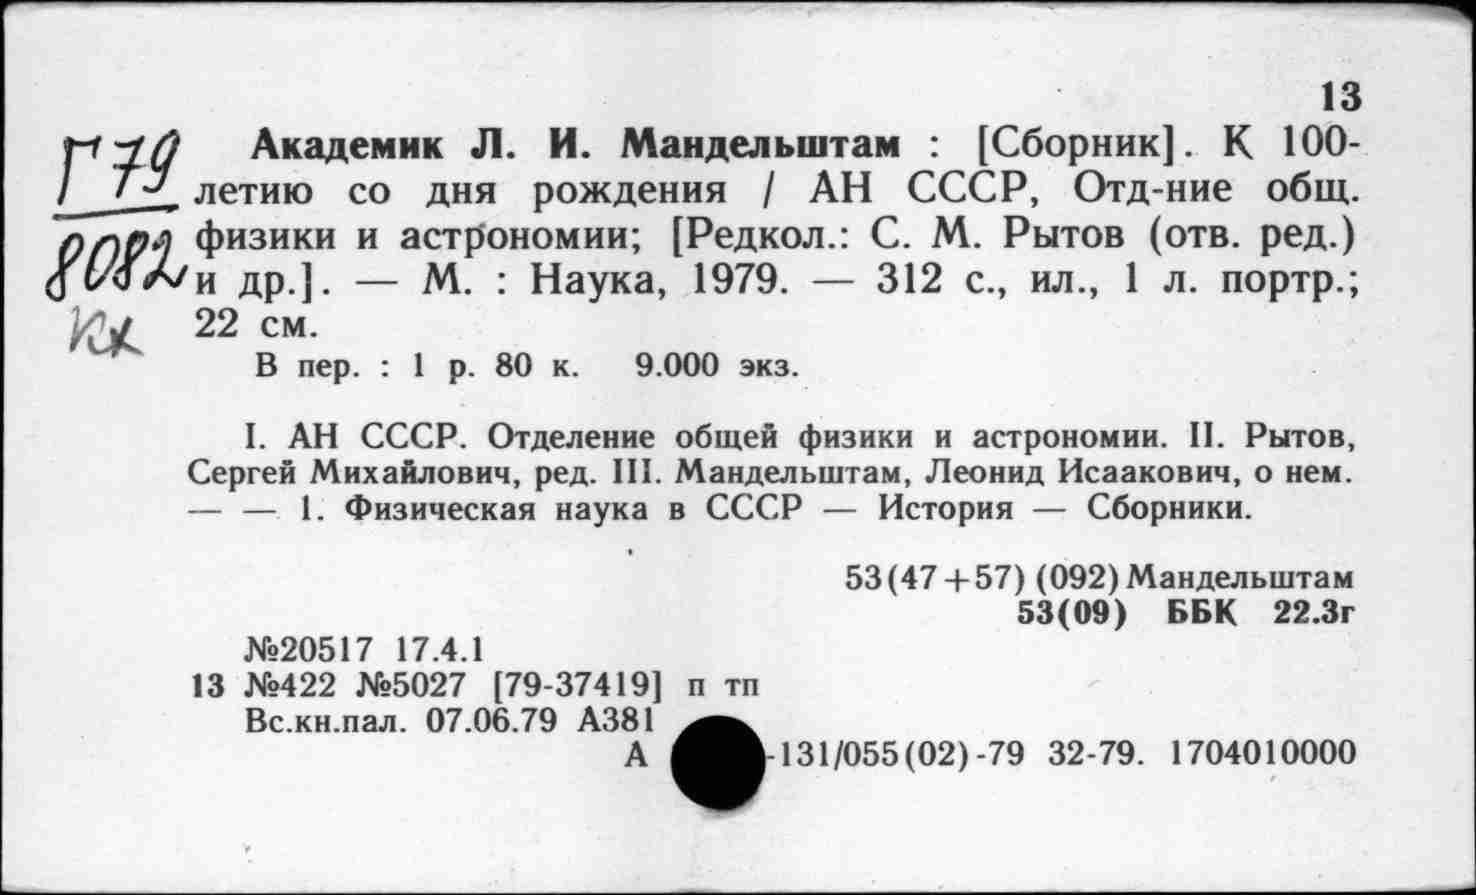 13
Г79 Академик Л. И. Мандельштам : [Сборник]. К 100-
летию со дня рождения / АН СССР, Отд-ние общ.
8082 физики и астрономии; [Редкол.: С. М. Рытов (отв. ред.)
и др.]. — М. : Наука, 1979. — 312 с., ил., 1 л. портр.;
22 см.
В пер. : 1 р. 80 к. 9.000 экз.
I. АН СССР. Отделение общей физики и астрономии. II. Рытов,
Сергей Михайлович, ред. III. Мандельштам, Леонид Исаакович, о нем.
— — 1. Физическая наука в СССР — История — Сборники.
53(47+57)(092)Мандельштам
53(09) ББК 22.3г
№20517 17.4.1
13 №422 №5027 [79-37419] п тп
Вс.кн.пал. 07.06.79 А381
А -131/055(02)-79 32-79. 1704010000